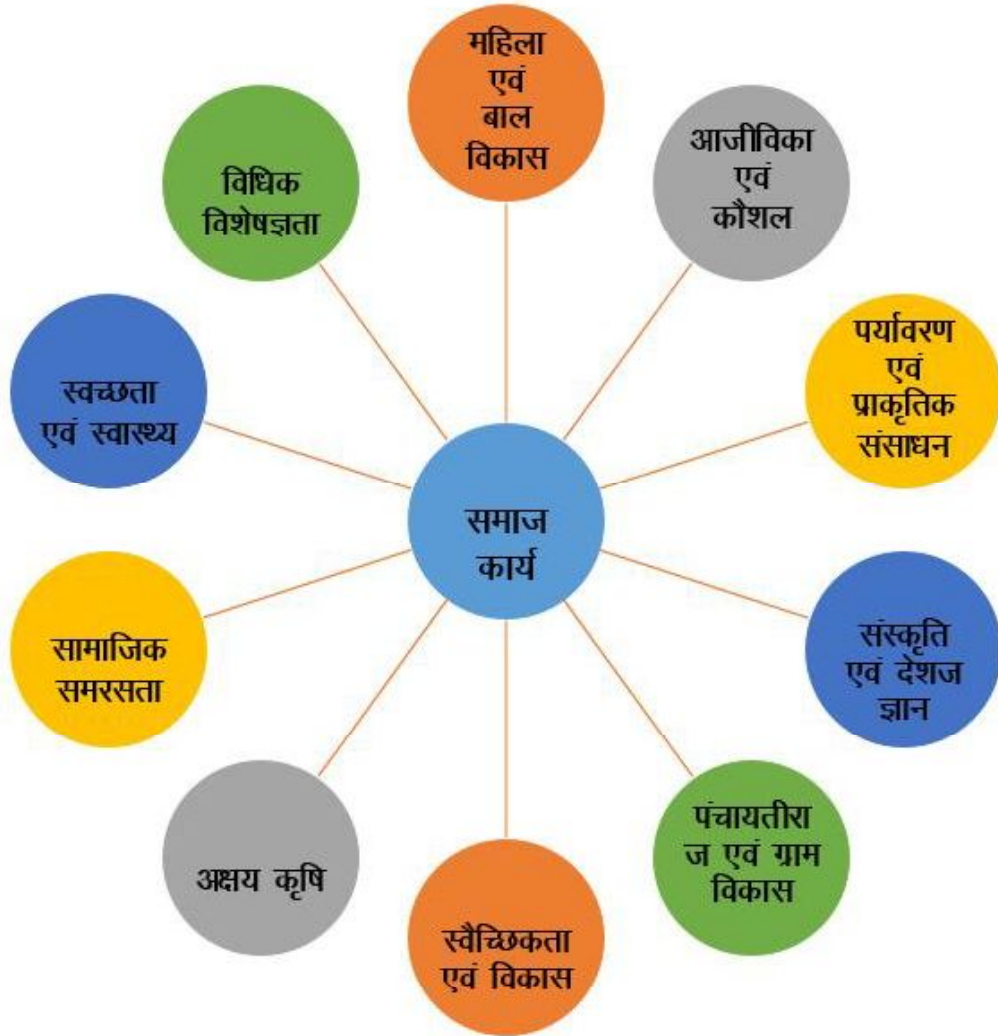 महिला
एवं
बाल
विकास
आजीविका
एवं
कौशल
पर्यावरण
एवं
प्राकृतिक
संसाधन
संस्कृति
एवं देशज
ज्ञान
पंचायतीरा
ज एवं ग्राम
विकास
स्वैच्छिकता
एवं विकास
अक्षय कृषि
सामाजिक
समरसता
स्वच्छता
एवं स्वास्थ्य
विधिक
विशेषज्ञता
समाज
कार्य